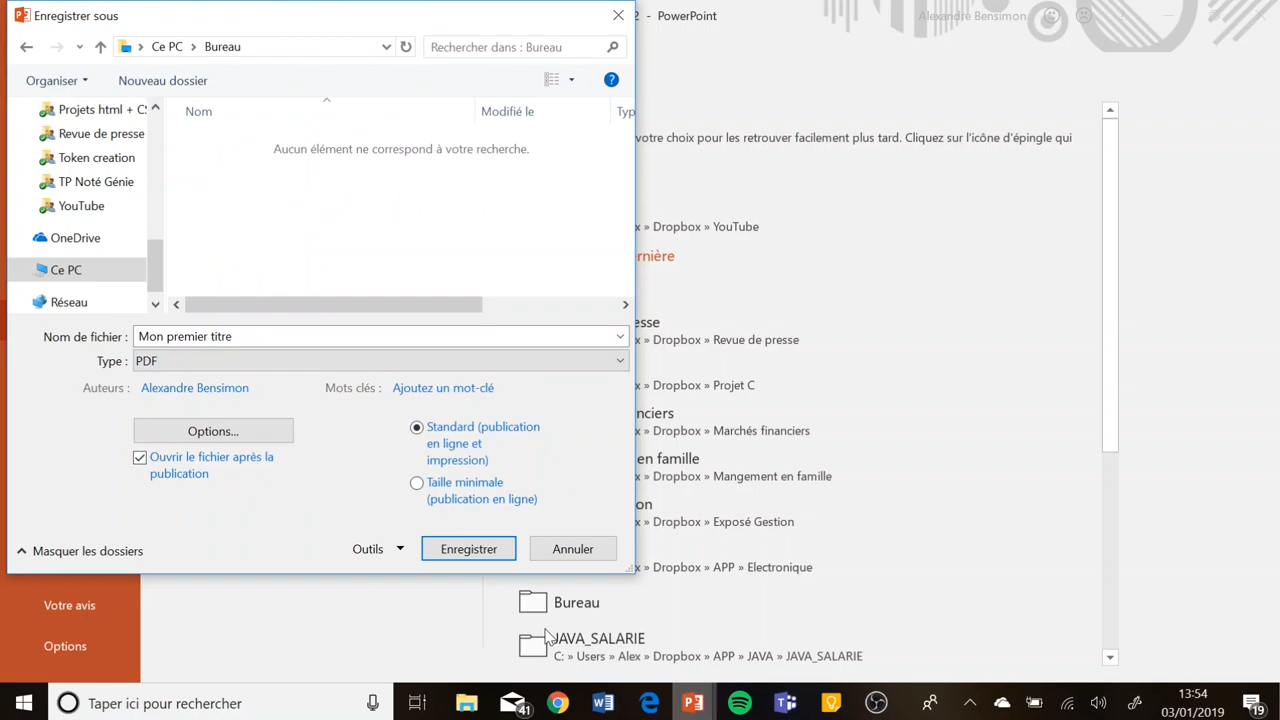 Enregistrer sous
2 - PowerPoint
Alexandre Bensimon
Ce PC
Bureau
Rechercher dans : Bureau
Organiser
Nouveau dossier
Nom
Modifié le
Typ
Aucun élément ne correspond à votre recherche.
Projets html + CS
Revue de presse
Token creation
TP Noté Génie
YouTube
OneDrive
Ce PC
Réseau
Nom de fichier :
Mon premier titre
Type :
PDF
Auteurs :
Alexandre Bensimon
Mots clés :
Ajoutez un mot-clé
Options...
Ouvrir le fichier après la
publication
Standard (publication
en ligne et
impression)
Taille minimale
(publication en ligne)
Masquer les dossiers
Outils
Enregistrer
Annuler
votre choix pour les retrouver facilement plus tard. Cliquez sur l'icône d'épingle qui
x » Dropbox » YouTube
rnière
esse
x » Dropbox » Revue de presse
x » Dropbox » Projet C
nciers
x » Dropbox » Marchés financiers
en famille
x » Dropbox » Mangement en famille
on
x » Dropbox » Exposé Gestion
x » Dropbox » APP » Electronique
Bureau
JAVA_SALARIE
C: » Users » Alex » Dropbox » APP » JAVA » JAVA_SALARIE
Votre avis
Options
Taper ici pour rechercher
41
13:54
03/01/2019
19